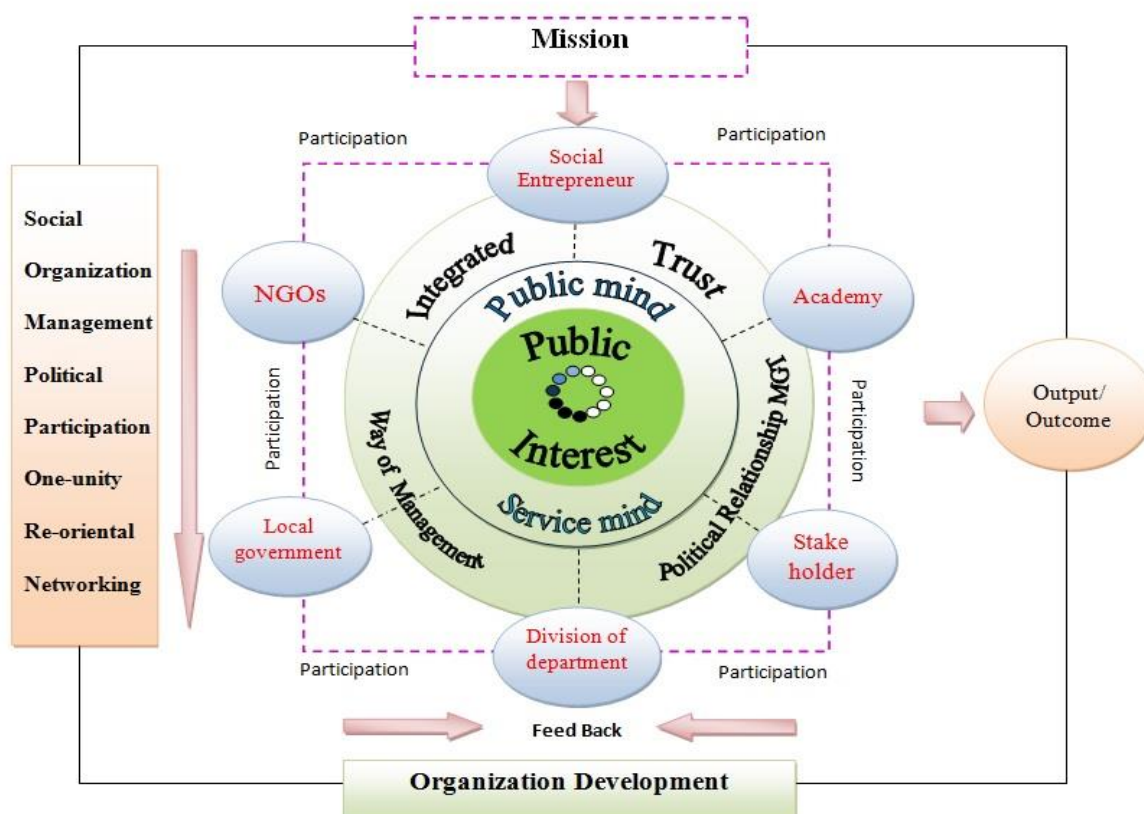 Mission
Participation
Participation
Social
Entrepreneur
Social
Organization
Management
Political
Participation
One-unity
Re-oriental
Networking
NGOs
Integrated
Trust
Academy
Public mind
Public
Interest
Service mind
Way of Management
Political Relationship MGT
Participation
Participation
Output/
Outcome
Local
government
Stake
holder
Division of
department
Participation
Participation
Feed Back
Organization Development